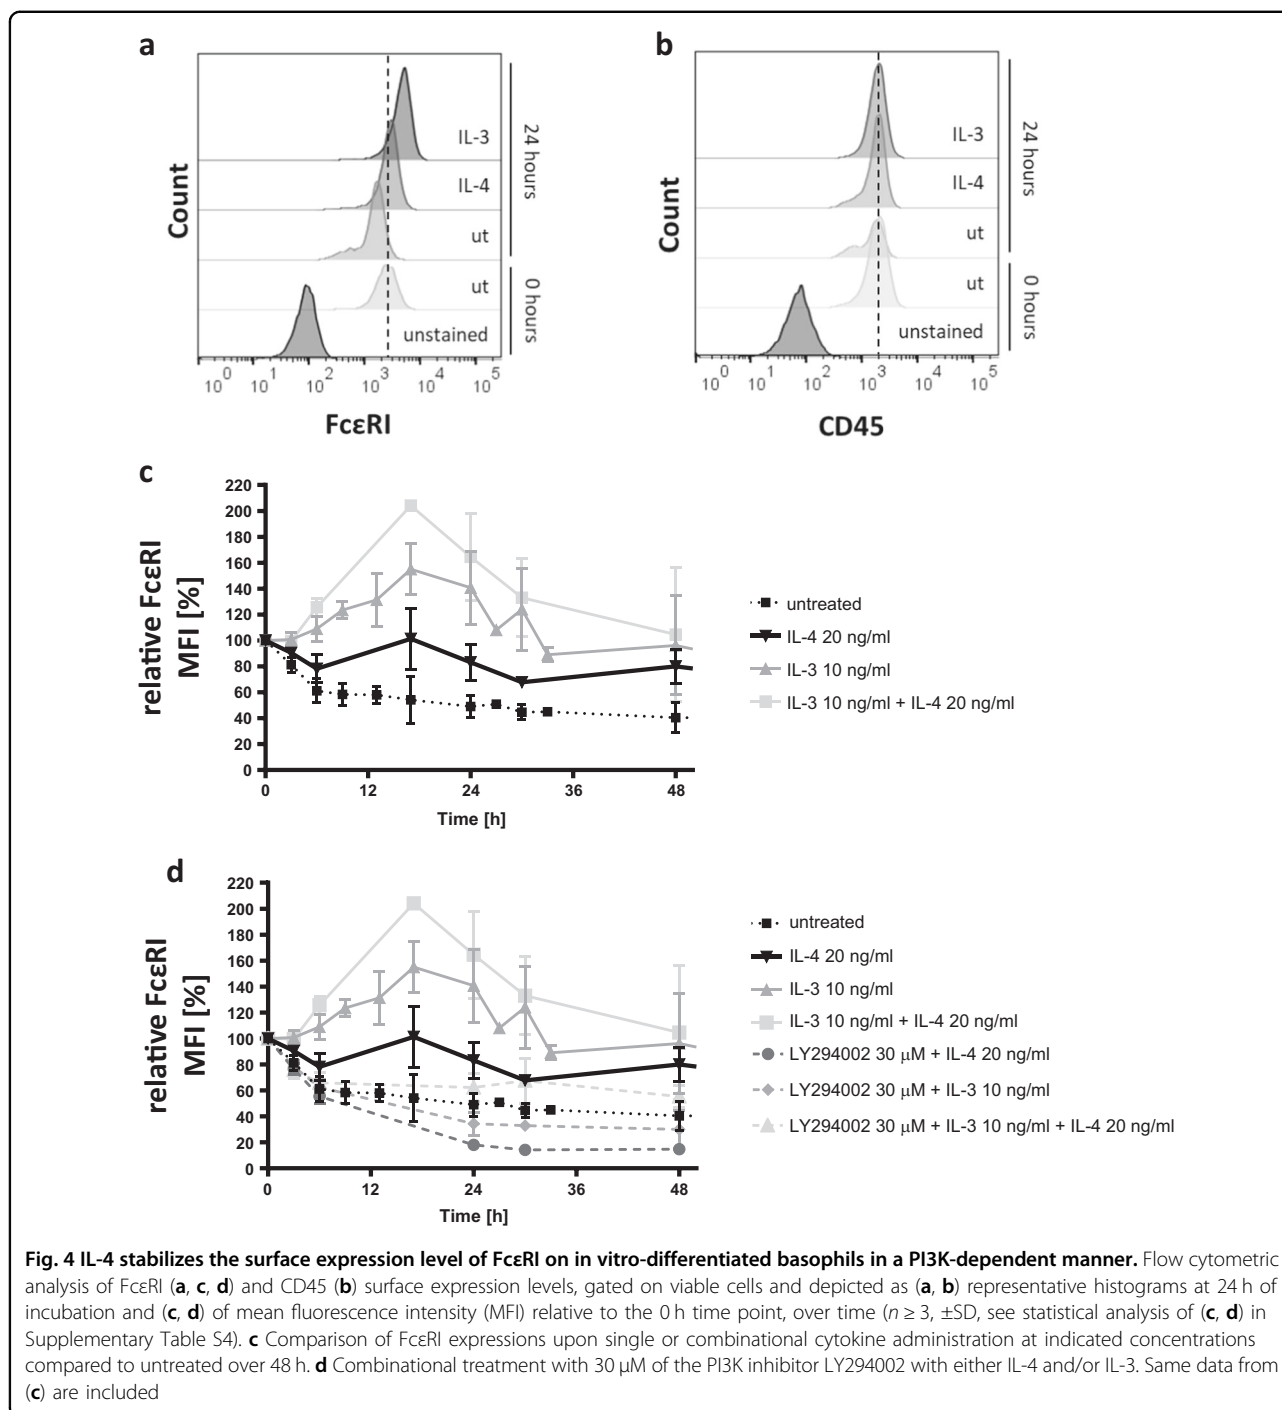 a
IL-3
IL-4
ut
ut
unstained
24 hours
0 hours
Count
10^0 10^1 10^2 10^3 10^4 10^5
FcεRI
b
IL-3
IL-4
ut
ut
unstained
24 hours
0 hours
Count
10^0 10^1 10^2 10^3 10^4 10^5
CD45
c
relative FcεRI
MFI [%]
220
200
180
160
140
120
100
80
60
40
20
0
0 12 24 36 48
Time [h]
untreated
IL-4 20 ng/ml
IL-3 10 ng/ml
IL-3 10 ng/ml + IL-4 20 ng/ml
d
relative FcεRI
MFI [%]
220
200
180
160
140
120
100
80
60
40
20
0
0 12 24 36 48
Time [h]
untreated
IL-4 20 ng/ml
IL-3 10 ng/ml
IL-3 10 ng/ml + IL-4 20 ng/ml
LY294002 30 μM + IL-4 20 ng/ml
LY294002 30 μM + IL-3 10 ng/ml
LY294002 30 μM + IL-3 10 ng/ml + IL-4 20 ng/ml
Fig. 4 IL-4 stabilizes the surface expression level of FcεRI on in vitro-differentiated basophils in a PI3K-dependent manner. Flow cytometric
analysis of FcεRI (a, c, d) and CD45 (b) surface expression levels, gated on viable cells and depicted as (a, b) representative histograms at 24 h of
incubation and (c, d) of mean fluorescence intensity (MFI) relative to the 0 h time point, over time (n ≥ 3, ±SD, see statistical analysis of (c, d) in
Supplementary Table S4). c Comparison of FcεRI expressions upon single or combinational cytokine administration at indicated concentrations
compared to untreated over 48 h. d Combinational treatment with 30 μM of the PI3K inhibitor LY294002 with either IL-4 and/or IL-3. Same data from
(c) are included